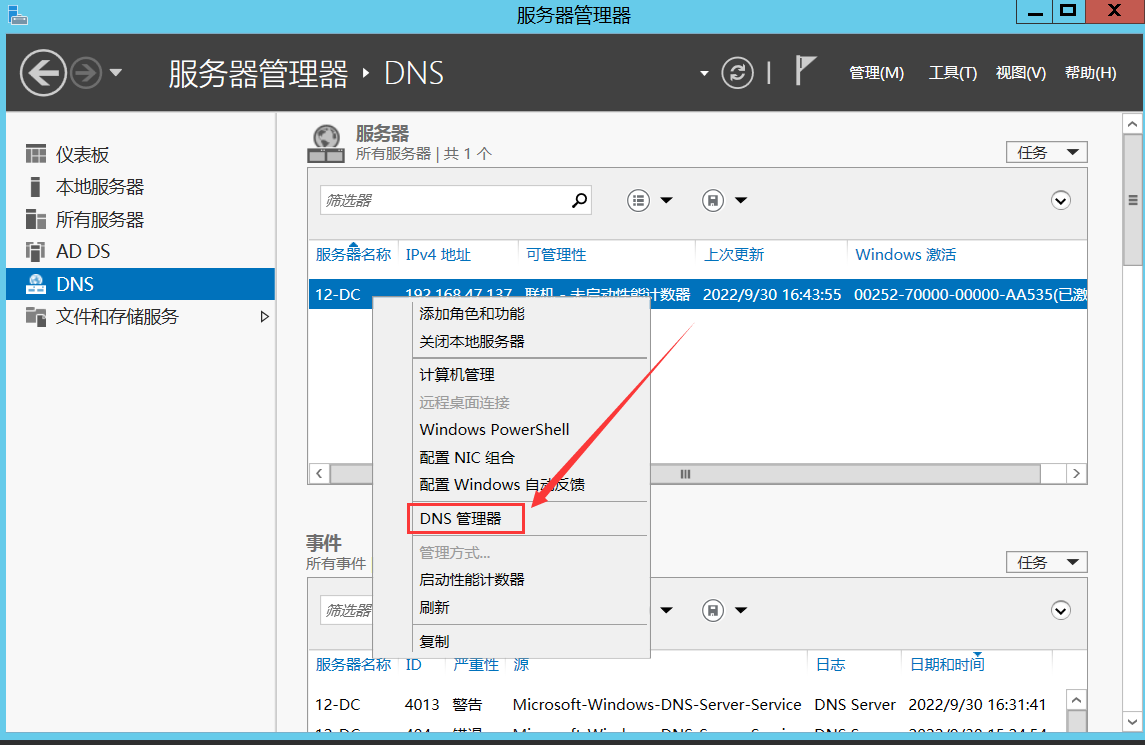 服务器管理器
服务器管理器 DNS
管理(M) 工具(T) 视图(V) 帮助(H)
仪表板
本地服务器
所有服务器
AD DS
DNS
文件和存储服务
服务器
所有服务器 | 共 1 个
任务
筛选器
服务器名称 IPv4 地址 可管理性 上次更新 Windows 激活
12-DC 192.168.47.137 联机 - 未启动性能计数器 2022/9/30 16:43:55 00252-70000-00000-AA535(已激
添加角色和功能
关闭本地服务器
计算机管理
远程桌面连接
Windows PowerShell
配置 NIC 组合
配置 Windows 自动反馈
DNS 管理器
管理方式...
启动性能计数器
刷新
复制
事件
所有事件
任务
筛选器
服务器名称 ID 严重性 源 日志 日期和时间
12-DC 4013 警告 Microsoft-Windows-DNS-Server-Service DNS Server 2022/9/30 16:31:41